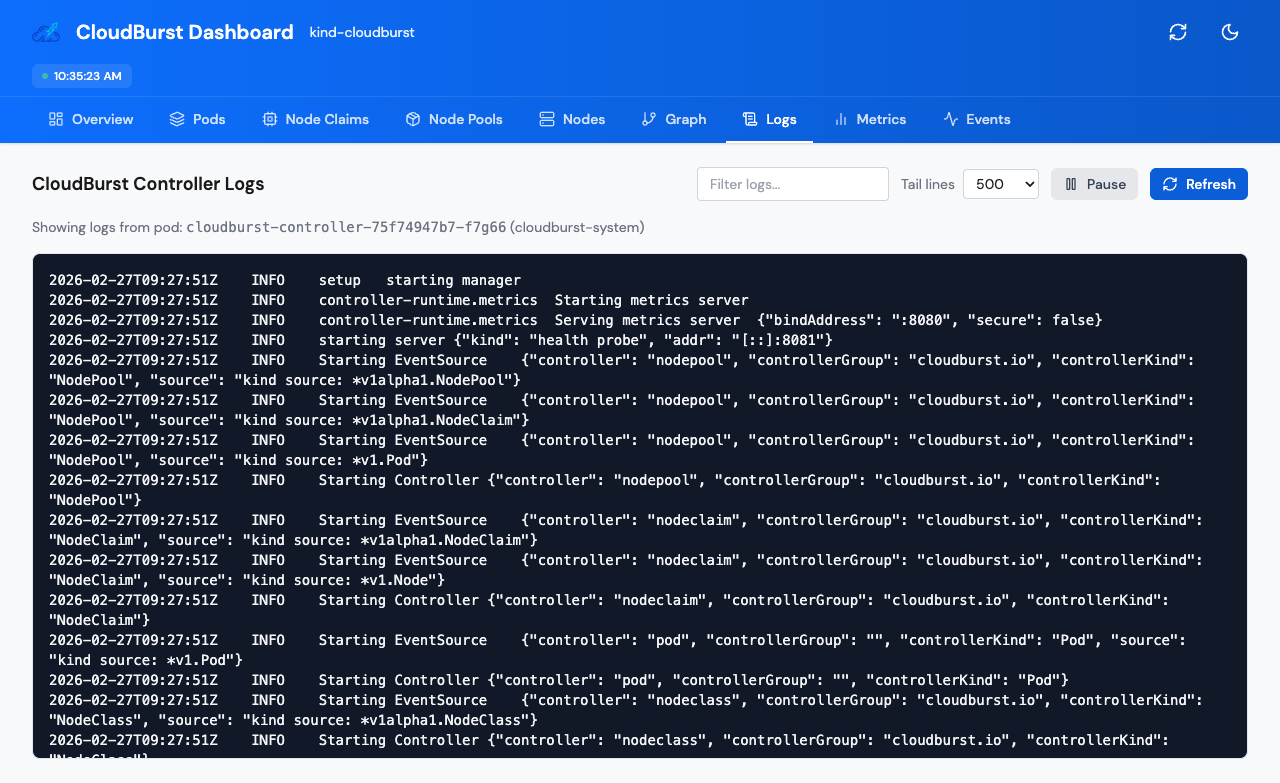 CloudBurst Dashboard kind-cloudburst
10:35:23 AM
Overview Pods Node Claims Node Pools Nodes Graph Logs Metrics Events
CloudBurst Controller Logs Filter logs... Tail lines 500 Pause Refresh
Showing logs from pod: cloudburst-controller-75f74947b7-f7g66 (cloudburst-system)
2026-02-27T09:27:51Z    INFO    setup   starting manager
2026-02-27T09:27:51Z    INFO    controller-runtime.metrics  Starting metrics server
2026-02-27T09:27:51Z    INFO    controller-runtime.metrics  Serving metrics server  {"bindAddress": ":8080", "secure": false}
2026-02-27T09:27:51Z    INFO    starting server {"kind": "health probe", "addr": "[::]:8081"}
2026-02-27T09:27:51Z    INFO    Starting EventSource    {"controller": "nodepool", "controllerGroup": "cloudburst.io", "controllerKind":
"NodePool", "source": "kind source: *v1alpha1.NodePool"}
2026-02-27T09:27:51Z    INFO    Starting EventSource    {"controller": "nodepool", "controllerGroup": "cloudburst.io", "controllerKind":
"NodePool", "source": "kind source: *v1alpha1.NodeClaim"}
2026-02-27T09:27:51Z    INFO    Starting EventSource    {"controller": "nodepool", "controllerGroup": "cloudburst.io", "controllerKind":
"NodePool", "source": "kind source: *v1.Pod"}
2026-02-27T09:27:51Z    INFO    Starting Controller {"controller": "nodepool", "controllerGroup": "cloudburst.io", "controllerKind":
"NodePool"}
2026-02-27T09:27:51Z    INFO    Starting EventSource    {"controller": "nodeclaim", "controllerGroup": "cloudburst.io", "controllerKind":
"NodeClaim", "source": "kind source: *v1alpha1.NodeClaim"}
2026-02-27T09:27:51Z    INFO    Starting EventSource    {"controller": "nodeclaim", "controllerGroup": "cloudburst.io", "controllerKind":
"NodeClaim", "source": "kind source: *v1.Node"}
2026-02-27T09:27:51Z    INFO    Starting Controller {"controller": "nodeclaim", "controllerGroup": "cloudburst.io", "controllerKind":
"NodeClaim"}
2026-02-27T09:27:51Z    INFO    Starting EventSource    {"controller": "pod", "controllerGroup": "", "controllerKind": "Pod", "source":
"kind source: *v1.Pod"}
2026-02-27T09:27:51Z    INFO    Starting Controller {"controller": "pod", "controllerGroup": "", "controllerKind": "Pod"}
2026-02-27T09:27:51Z    INFO    Starting EventSource    {"controller": "nodeclass", "controllerGroup": "cloudburst.io", "controllerKind":
"NodeClass", "source": "kind source: *v1alpha1.NodeClass"}
2026-02-27T09:27:51Z    INFO    Starting Controller {"controller": "nodeclass", "controllerGroup": "cloudburst.io", "controllerKind":
"NodeClass"}